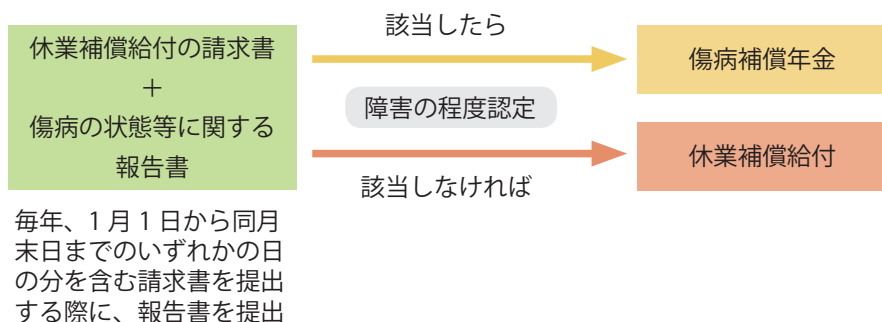 休業補償給付の請求書
＋
傷病の状態等に関する
報告書
毎年、1月1日から同月
末日までのいずれかの日
の分を含む請求書を提出
する際に、報告書を提出
該当したら
障害の程度認定
該当しなければ
傷病補償年金
休業補償給付